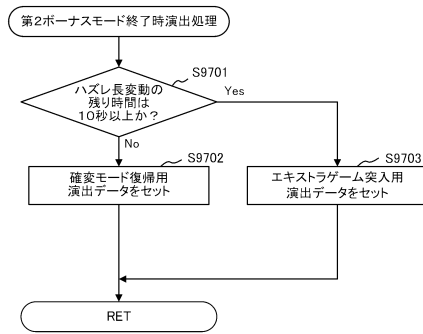 第2ボーナスモード終了時演出処理
S9701
ハズレ長変動の
残り時間は
10秒以上か?
Yes
No
S9702
確変モード復帰用
演出データをセット
S9703
エキストラゲーム突入用
演出データをセット
RET